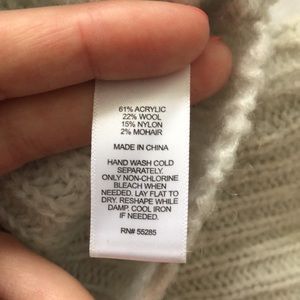 61% ACRYLIC
22% WOOL
15% NYLON
2% MOHAIR
MADE IN CHINA
HAND WASH COLD
SEPARATELY.
ONLY NON-CHLORINE
BLEACH WHEN
NEEDED. LAY FLAT TO
DRY. RESHAPE WHILE
DAMP. COOL IRON
IF NEEDED.
RN# 55285